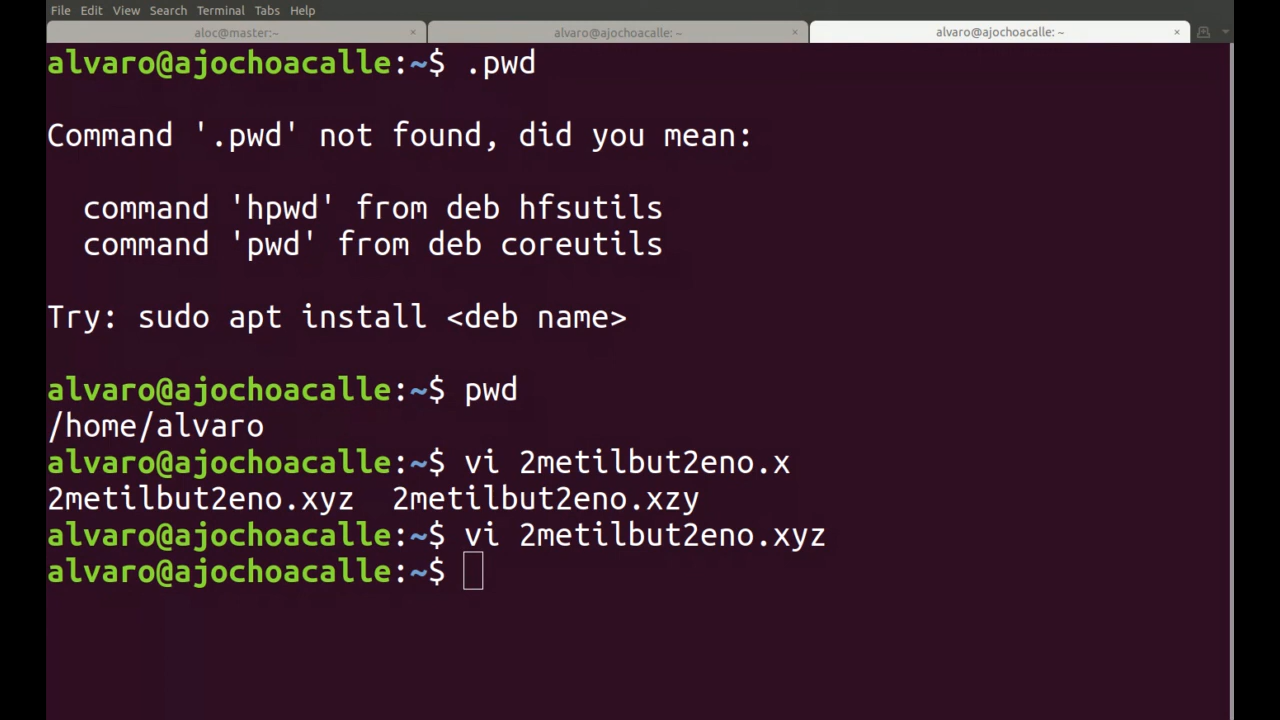 File Edit View Search Terminal Tabs Help
aloc@master:~ × alvaro@ajochoacalle: ~ × alvaro@ajochoacalle: ~ ×
alvaro@ajochoacalle:~$ .pwd
Command '.pwd' not found, did you mean:
command 'hpwd' from deb hfsutils
command 'pwd' from deb coreutils
Try: sudo apt install <deb name>
alvaro@ajochoacalle:~$ pwd
/home/alvaro
alvaro@ajochoacalle:~$ vi 2metilbut2eno.x
2metilbut2eno.xyz 2metilbut2eno.xzy
alvaro@ajochoacalle:~$ vi 2metilbut2eno.xyz
alvaro@ajochoacalle:~$